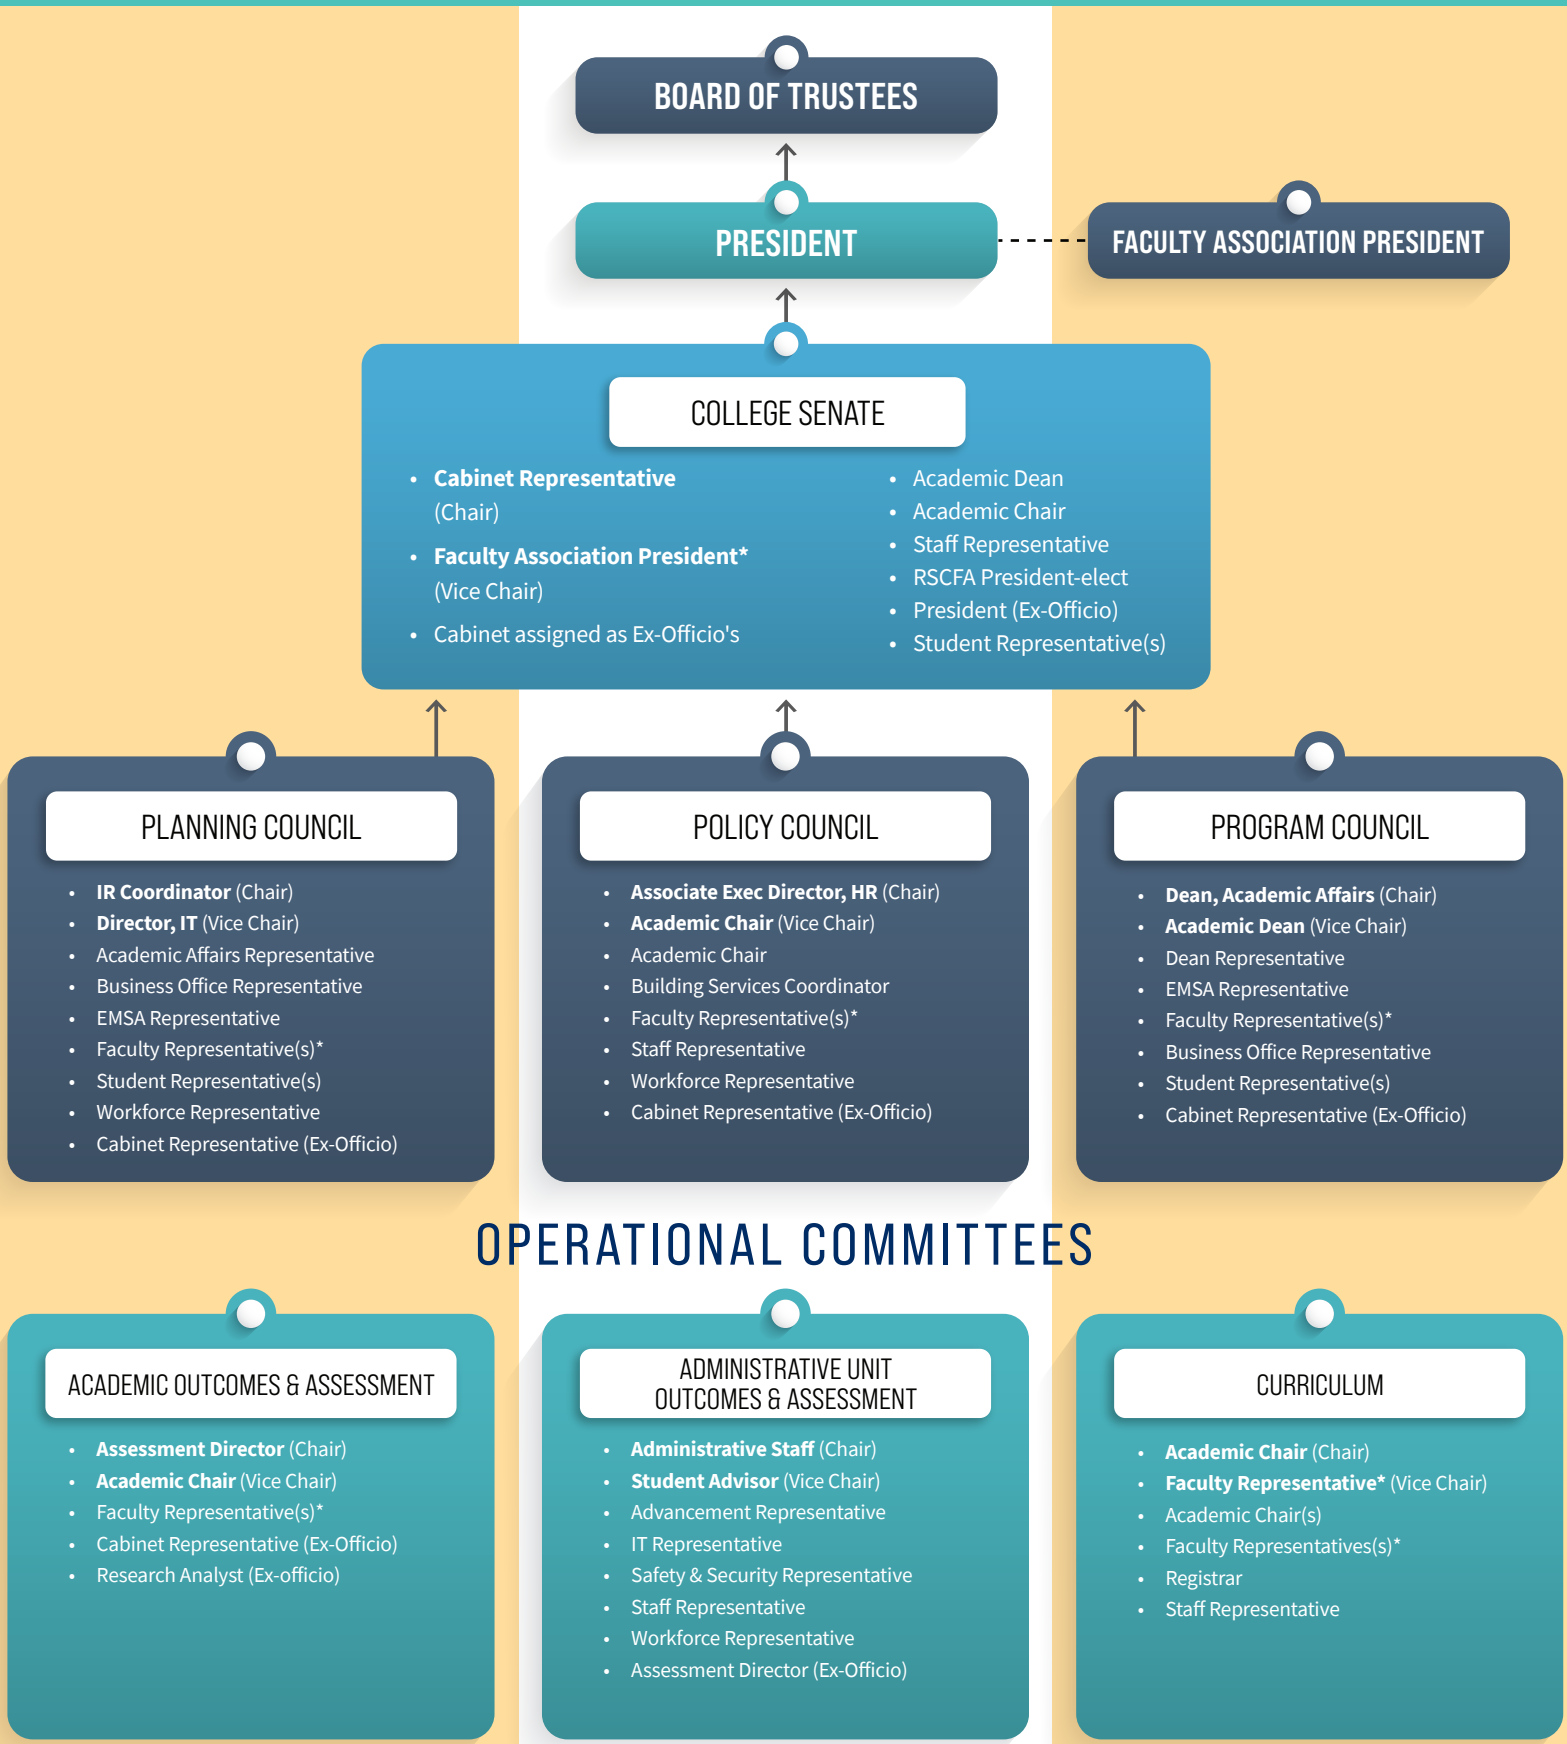 BOARD OF TRUSTEES
PRESIDENT
FACULTY ASSOCIATION PRESIDENT
COLLEGE SENATE
• Cabinet Representative
(Chair)
• Faculty Association President*
(Vice Chair)
• Cabinet assigned as Ex-Officio's
• Academic Dean
• Academic Chair
• Staff Representative
• RSCFA President-elect
• President (Ex-Officio)
• Student Representative(s)
PLANNING COUNCIL
• IR Coordinator (Chair)
• Director, IT (Vice Chair)
• Academic Affairs Representative
• Business Office Representative
• EMSA Representative
• Faculty Representative(s)*
• Student Representative(s)
• Workforce Representative
• Cabinet Representative (Ex-Officio)
POLICY COUNCIL
• Associate Exec Director, HR (Chair)
• Academic Chair (Vice Chair)
• Academic Chair
• Building Services Coordinator
• Faculty Representative(s)*
• Staff Representative
• Workforce Representative
• Cabinet Representative (Ex-Officio)
PROGRAM COUNCIL
• Dean, Academic Affairs (Chair)
• Academic Dean (Vice Chair)
• Dean Representative
• EMSA Representative
• Faculty Representative(s)*
• Business Office Representative
• Student Representative(s)
• Cabinet Representative (Ex-Officio)
OPERATIONAL COMMITTEES
ACADEMIC OUTCOMES & ASSESSMENT
• Assessment Director (Chair)
• Academic Chair (Vice Chair)
• Faculty Representative(s)*
• Cabinet Representative (Ex-Officio)
• Research Analyst (Ex-officio)
ADMINISTRATIVE UNIT
OUTCOMES & ASSESSMENT
• Administrative Staff (Chair)
• Student Advisor (Vice Chair)
• Advancement Representative
• IT Representative
• Safety & Security Representative
• Staff Representative
• Workforce Representative
• Assessment Director (Ex-Officio)
CURRICULUM
• Academic Chair (Chair)
• Faculty Representative* (Vice Chair)
• Academic Chair(s)
• Faculty Representatives(s)*
• Registrar
• Staff Representative